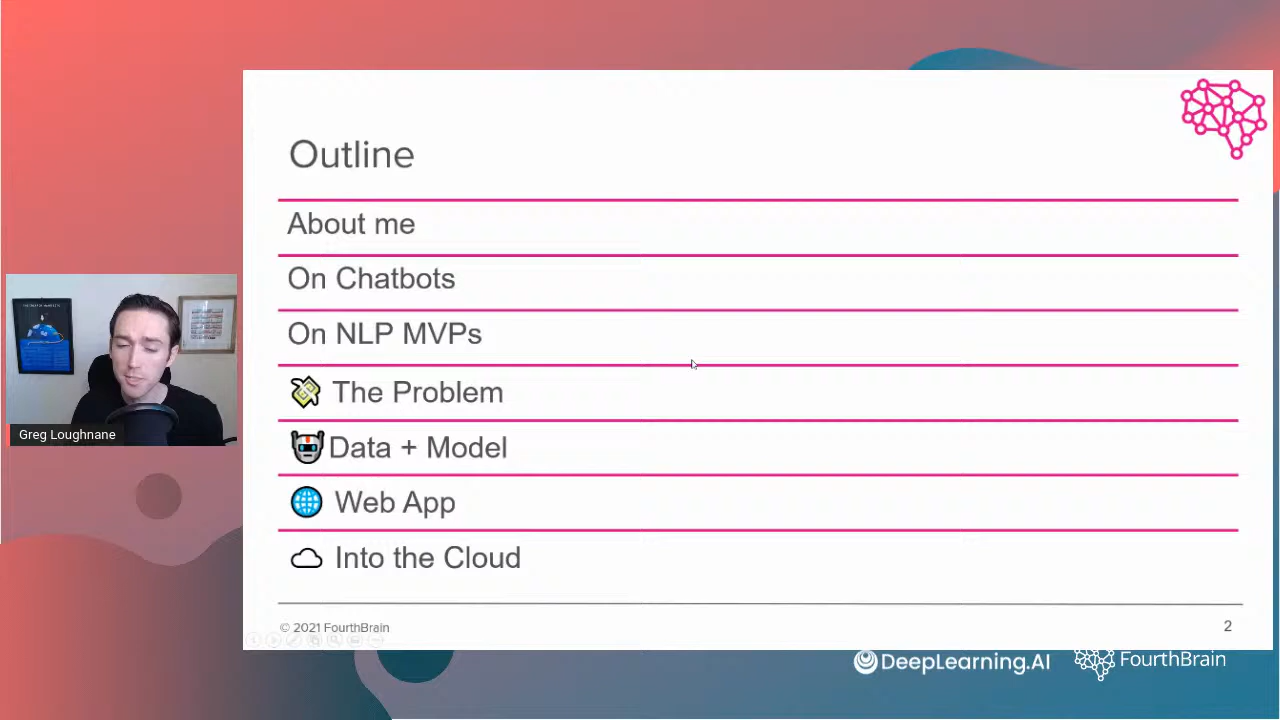 Outline
About me
On Chatbots
On NLP MVPs
The Problem
Data + Model
Web App
Into the Cloud
© 2021 FourthBrain
2
Greg Loughnane
DeepLearning.AI
FourthBrain